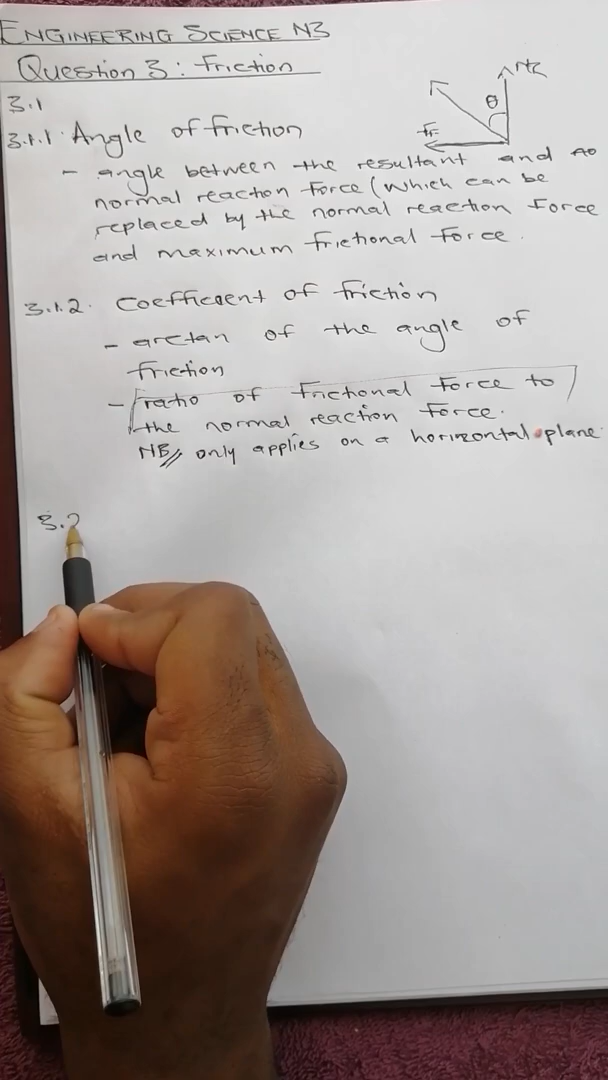 ENGINEERING SCIENCE N3
Question 3: Friction
NR
θ
Fr
3.1
3.1.1 Angle of friction
- angle between the resultant and
normal reaction force (which can be
replaced by the normal reaction force
and maximum frictional force.
3.1.2. Coefficient of friction
- arctan of the angle of
friction
- ratio of frictional force to
the normal reaction force.
NB// only applies on a horizontal plane.
3.2